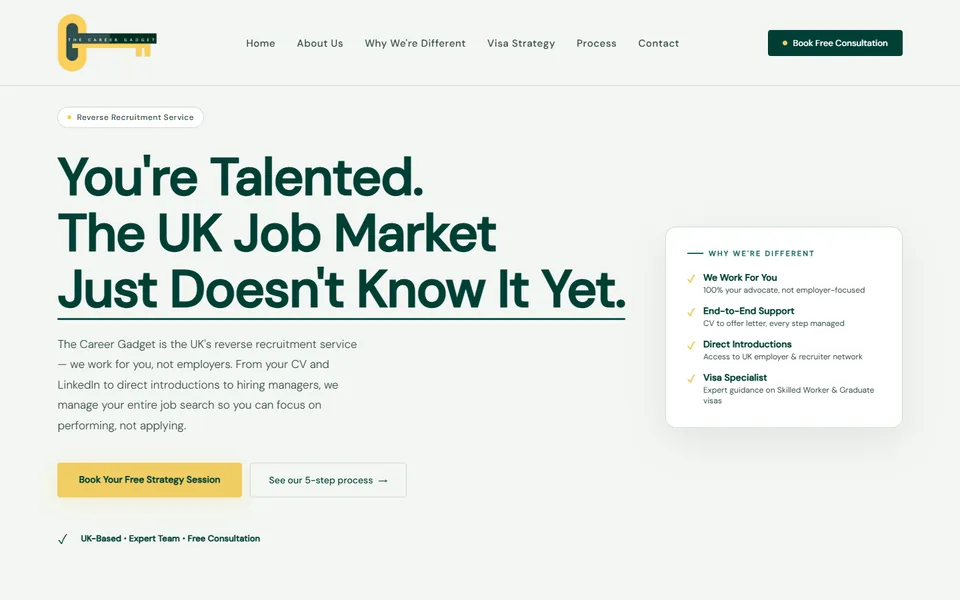 THE CAREER GADGET
Home
About Us
Why We're Different
Visa Strategy
Process
Contact
Book Free Consultation
Reverse Recruitment Service
You're Talented.
The UK Job Market
Just Doesn't Know It Yet.
The Career Gadget is the UK's reverse recruitment service
— we work for you, not employers. From your CV and
LinkedIn to direct introductions to hiring managers, we
manage your entire job search so you can focus on
performing, not applying.
Book Your Free Strategy Session
See our 5-step process →
✓ UK-Based • Expert Team • Free Consultation
WHY WE'RE DIFFERENT
✓ We Work For You
100% your advocate, not employer-focused
✓ End-to-End Support
CV to offer letter, every step managed
✓ Direct Introductions
Access to UK employer & recruiter network
✓ Visa Specialist
Expert guidance on Skilled Worker & Graduate
visas